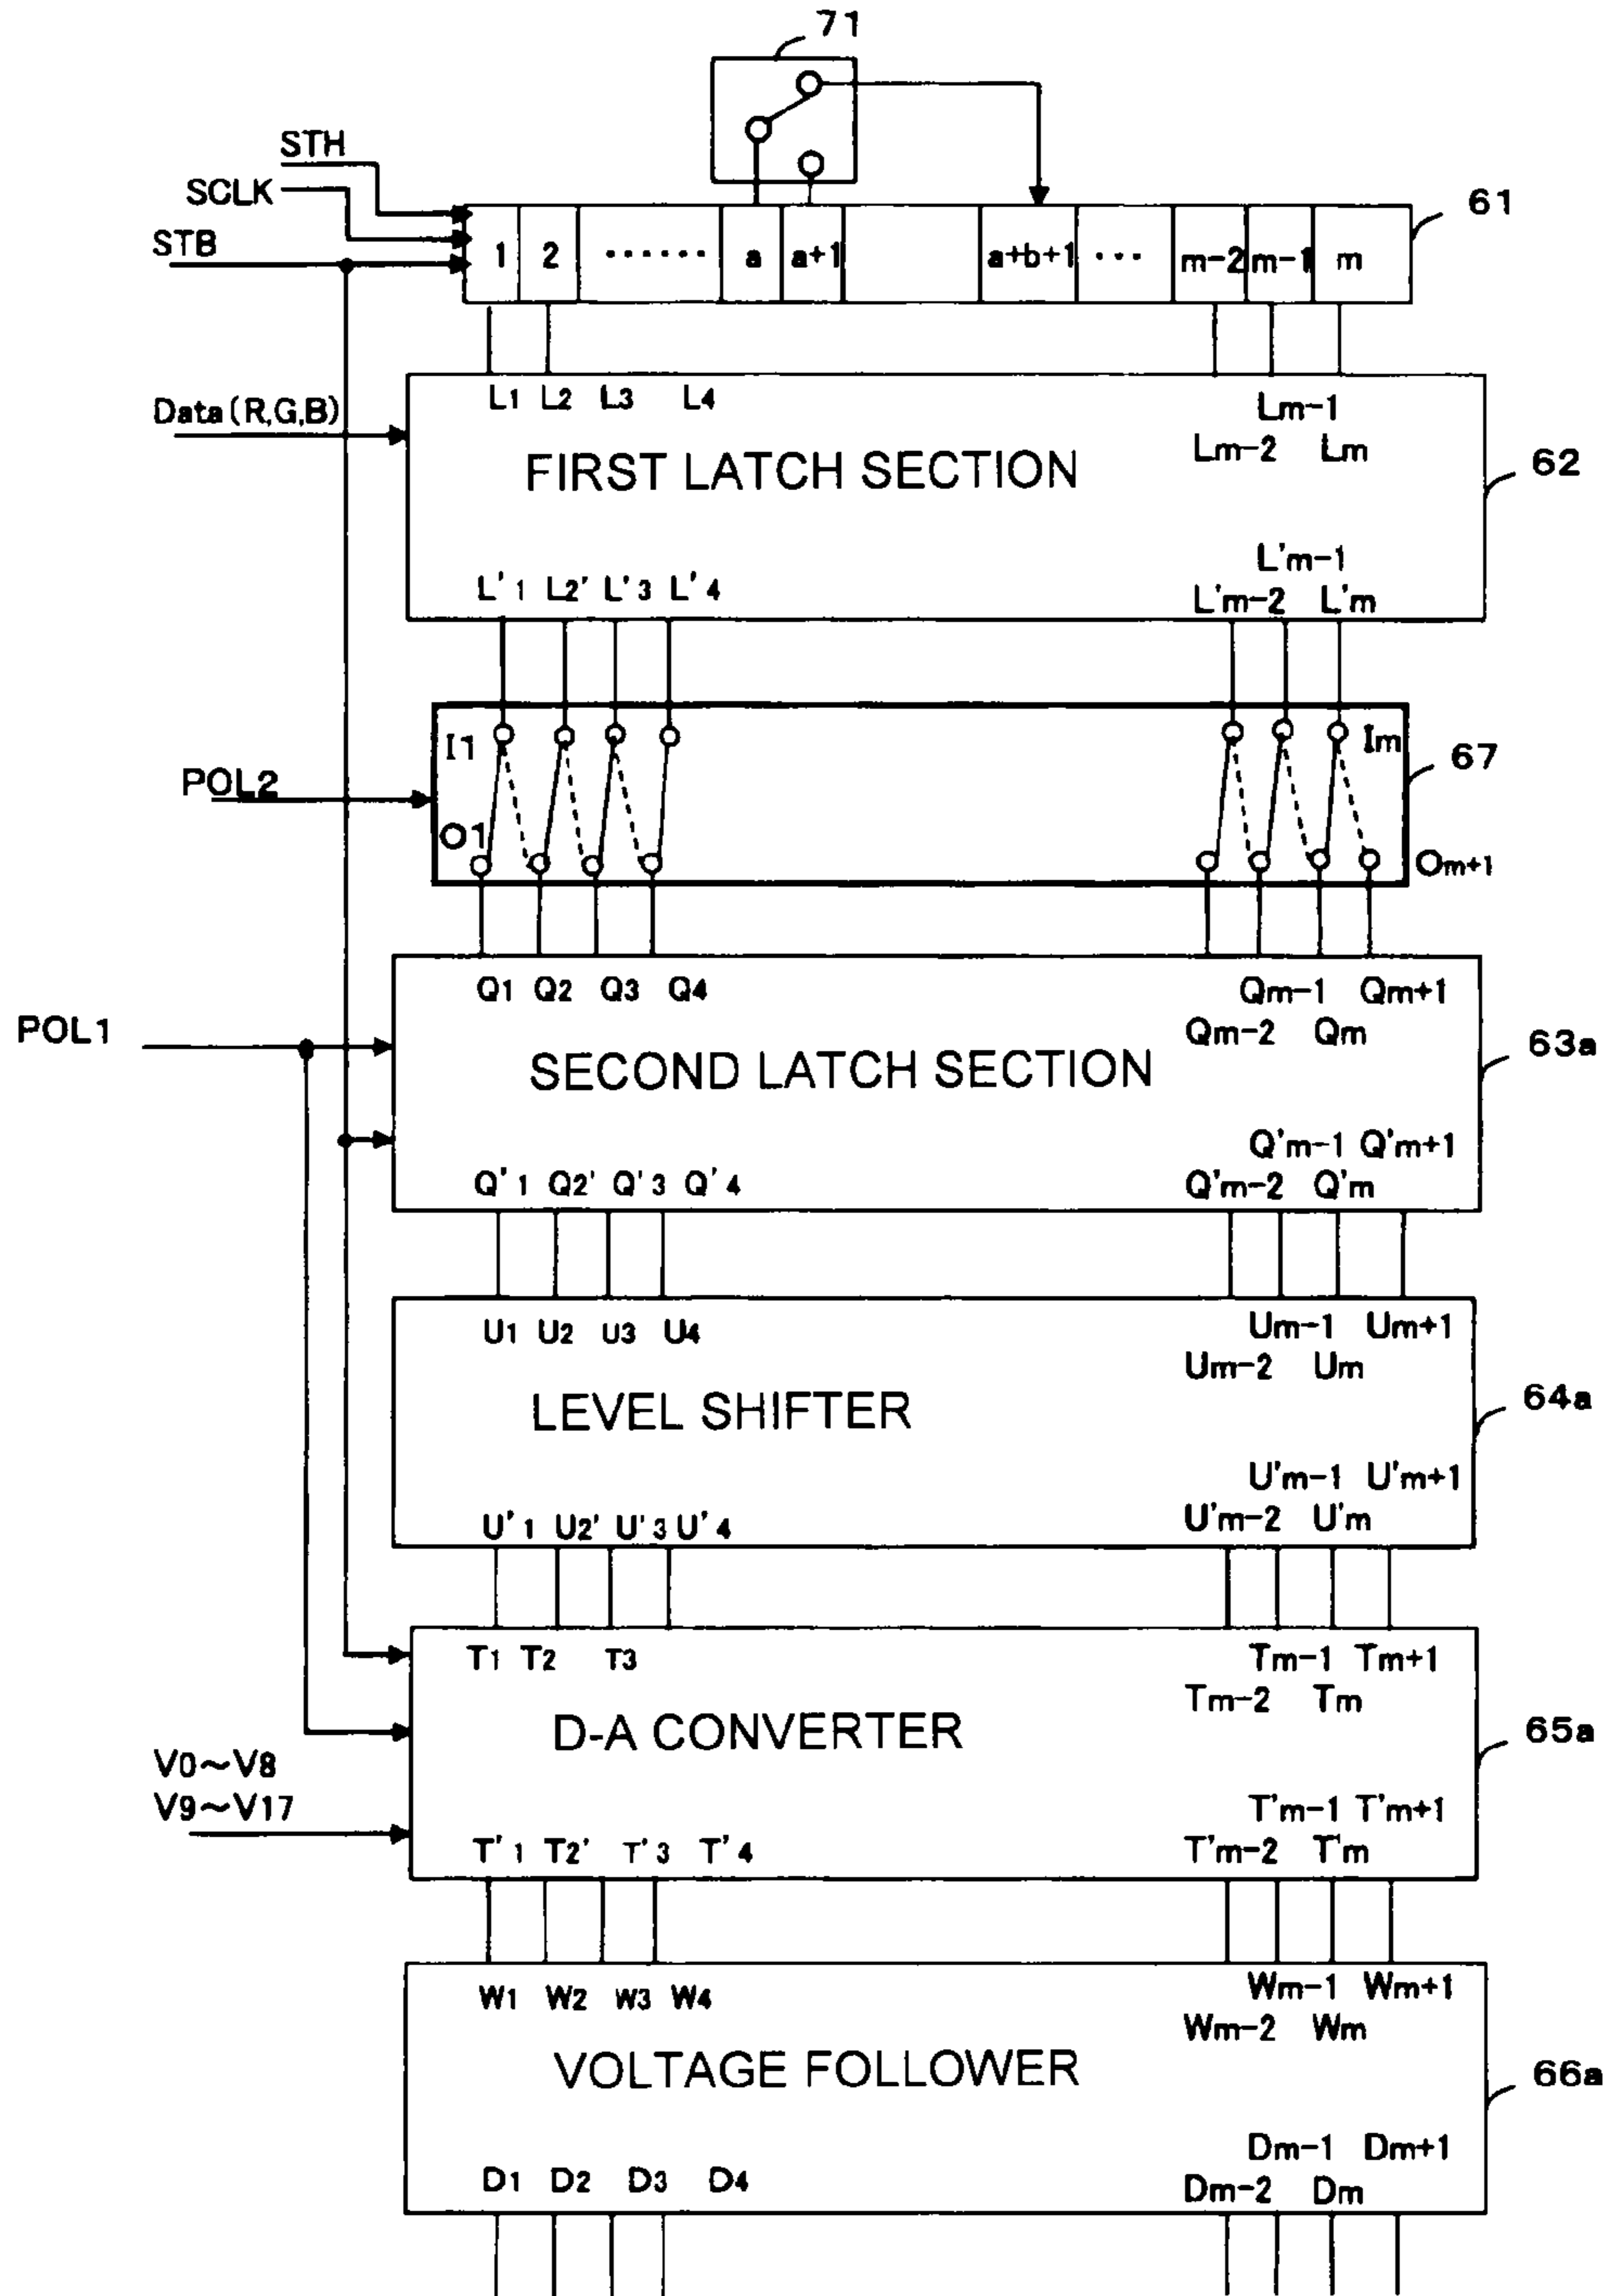 71
STH
SCLK
STB
61
1 2 ······ a a+1 a+b+1 ··· m-2 m-1 m
Data(R,G,B)
L1 L2 L3 L4 Lm-1
Lm-2 Lm
FIRST LATCH SECTION
62
L'm-1
L'1 L2' L'3 L'4 L'm-2 L'm
I1 Im
67
POL2
O1 Om+1
Q1 Q2 Q3 Q4 Qm-1 Qm+1
Qm-2 Qm
POL1
63a
SECOND LATCH SECTION
Q'm-1 Q'm+1
Q'1 Q2' Q'3 Q'4 Q'm-2 Q'm
U1 U2 U3 U4 Um-1 Um+1
Um-2 Um
64a
LEVEL SHIFTER
U'm-1 U'm+1
U'1 U2' U'3 U'4 U'm-2 U'm
T1 T2 T3 Tm-1 Tm+1
Tm-2 Tm
65a
D-A CONVERTER
V0~V8
V9~V17
T'm-1 T'm+1
T'1 T2' T'3 T'4 T'm-2 T'm
W1 W2 W3 W4 Wm-1 Wm+1
Wm-2 Wm
VOLTAGE FOLLOWER
66a
Dm-1 Dm+1
D1 D2 D3 D4 Dm-2 Dm